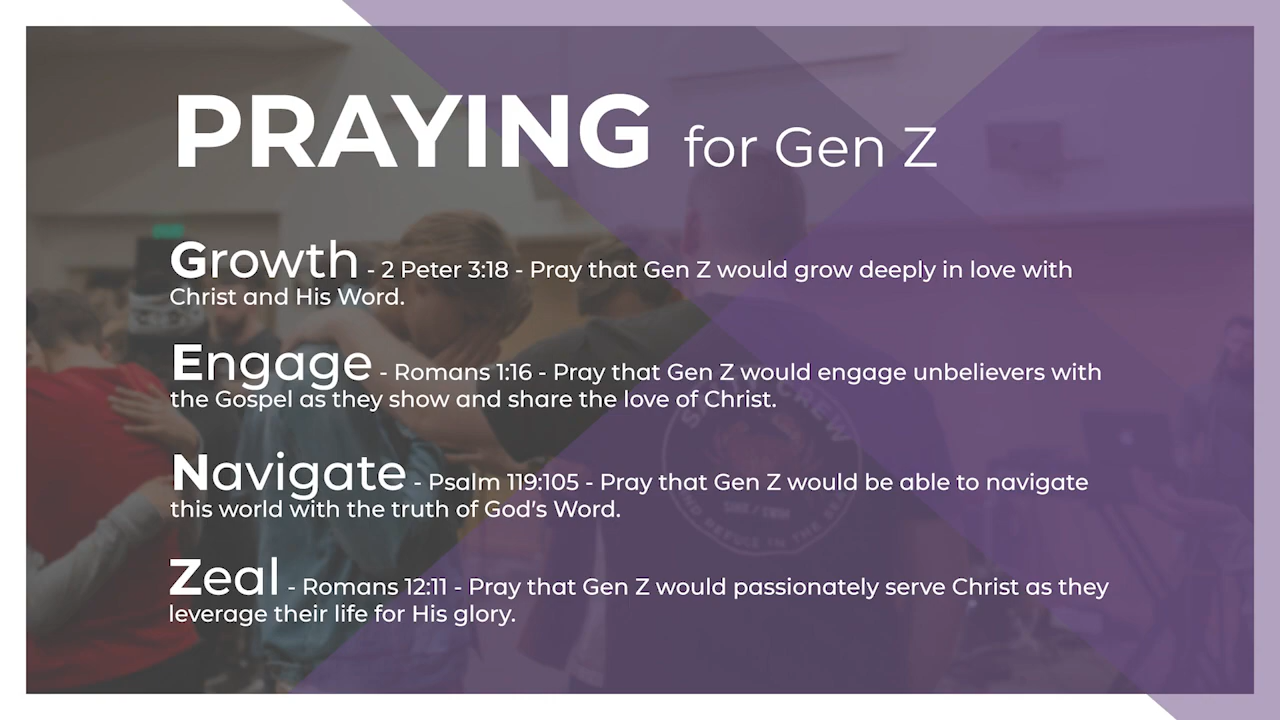 PRAYING for Gen Z
Growth - 2 Peter 3:18 - Pray that Gen Z would grow deeply in love with
Christ and His Word.
Engage - Romans 1:16 - Pray that Gen Z would engage unbelievers with
the Gospel as they show and share the love of Christ.
Navigate - Psalm 119:105 - Pray that Gen Z would be able to navigate
this world with the truth of God's Word.
Zeal - Romans 12:11 - Pray that Gen Z would passionately serve Christ as they
leverage their life for His glory.